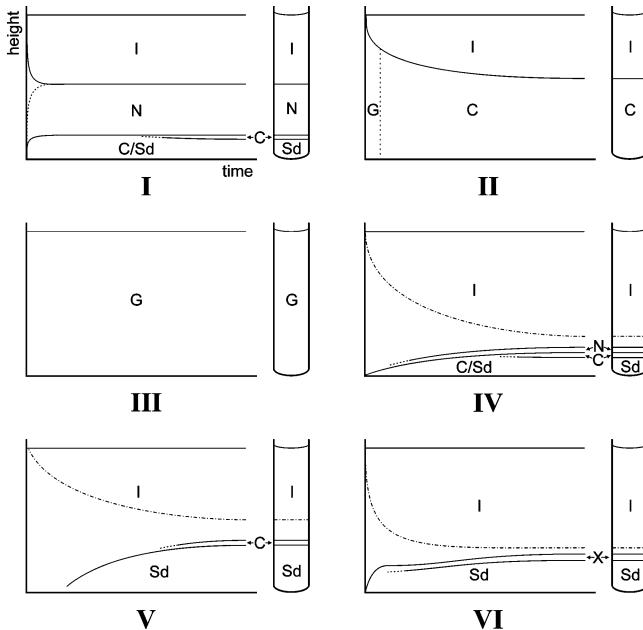 height
I I
N N
C
C/Sd Sd
time
I
I I
G C C
II
G G
III
I I
N
C
C/Sd Sd
IV
I I
C
Sd Sd
V
I I
X
Sd Sd
VI